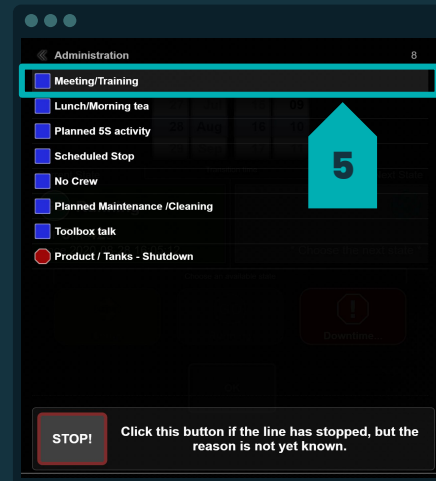 Administration 8
Meeting/Training
Lunch/Morning tea
Planned 5S activity
Scheduled Stop
No Crew
Planned Maintenance /Cleaning
Toolbox talk
Product / Tanks - Shutdown
5
Downtime
STOP!
Click this button if the line has stopped, but the
reason is not yet known.